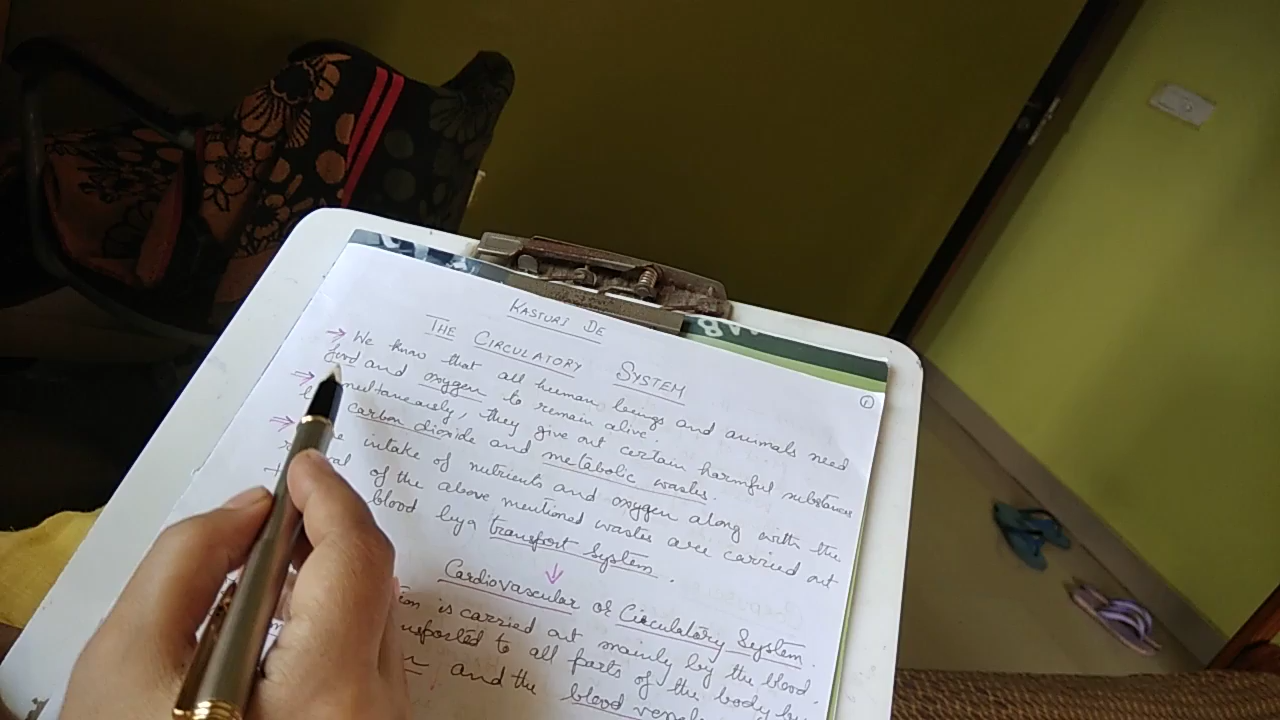 KASTURI DE
THE CIRCULATORY SYSTEM
1
→ We know that all human beings and animals need
food and oxygen to remain alive.
→ multaneously, they give out certain harmful substances
carbon dioxide and metabolic wastes.
→ intake of nutrients and oxygen along with the
of the above mentioned wastes are carried out
blood by a transport system.
↓
Cardiovascular or Circulatory System.
is carried out mainly by the blood.
to all parts of the body by
and the blood